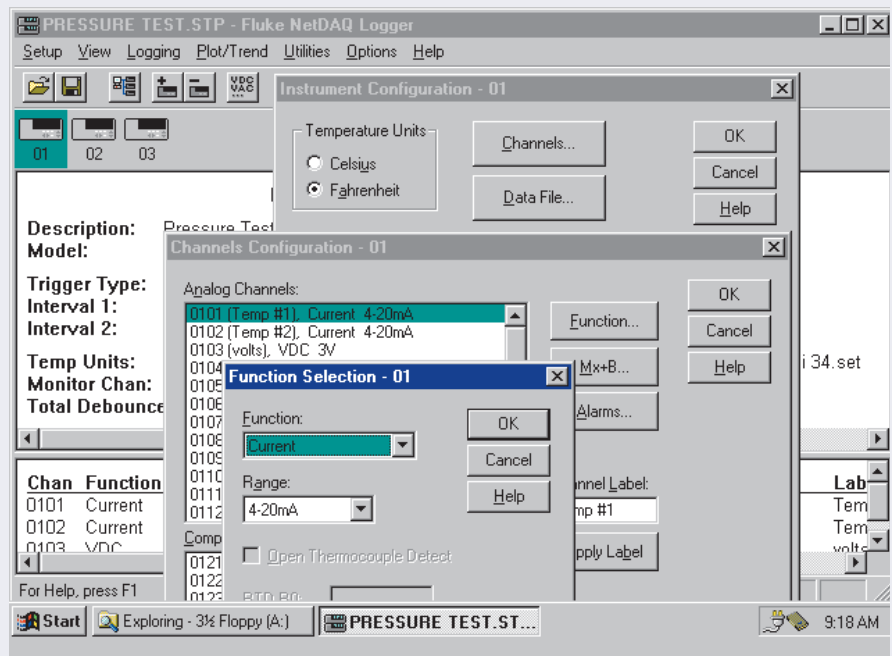 PRESSURE TEST.STP - Fluke NetDAQ Logger
Setup View Logging Plot/Trend Utilities Options Help
VDC
VAC
01 02 03
Instrument Configuration - 01
Temperature Units
Celsius
Fahrenheit
Channels...
Data File...
OK
Cancel
Help
Description: Pressure Test
Model:
Trigger Type:
Interval 1:
Interval 2:
Temp Units:
Monitor Chan:
Total Debounce
i 34.set
Channels Configuration - 01
Analog Channels:
0101 (Temp #1), Current 4-20mA
0102 (Temp #2), Current 4-20mA
0103 (volts), VDC 3V
0104
0105
0106
0107
0108
0109
0110
0111
0112
0121
0122
0123
Function...
Mx+B...
Alarms...
Label:
#1
Label
OK
Cancel
Help
Function Selection - 01
Function:
Current
Range:
4-20mA
Open Thermocouple Detect
RTD R0:
OK
Cancel
Help
Chan Function Lab
0101 Current Tem
0102 Current Tem
0103 VDC volts
For Help, press F1
Start Exploring - 3½ Floppy (A:) PRESSURE TEST.ST... 9:18 AM